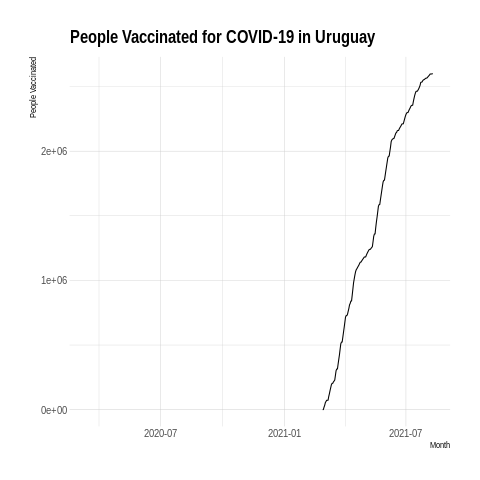 People Vaccinated for COVID-19 in Uruguay
People Vaccinated
2e+06
1e+06
0e+00
2020-07 2021-01 2021-07
Month